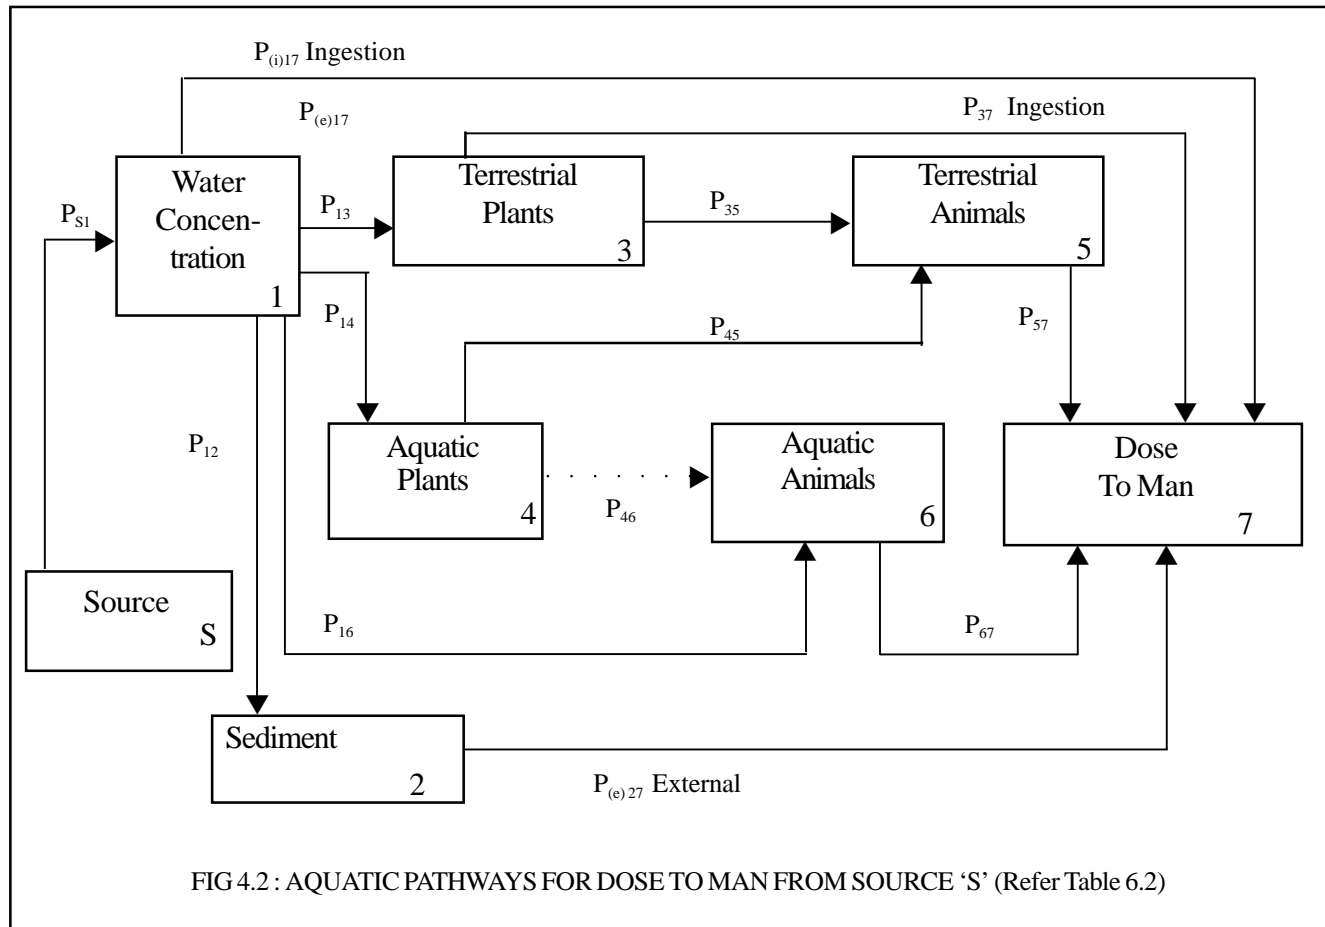 P(i)17 Ingestion
P(e)17
P37 Ingestion
Water
Concen-
tration
1
PS1
P13
Terrestrial
Plants
3
P35
Terrestrial
Animals
5
P14
P45
P57
P12
Aquatic
Plants
4
P46
Aquatic
Animals
6
Dose
To Man
7
Source
S
P16
P67
Sediment
2
P(e) 27 External
FIG 4.2 : AQUATIC PATHWAYS FOR DOSE TO MAN FROM SOURCE ‘S’ (Refer Table 6.2)